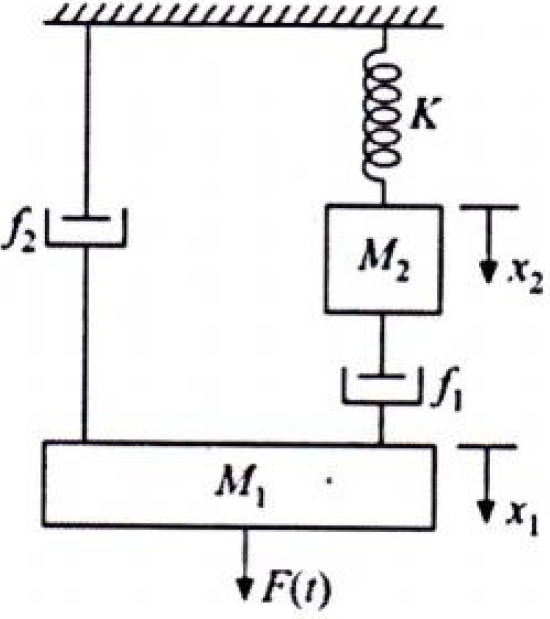 K
f₂
M₂
x₂
f₁
M₁
x₁
F(t)